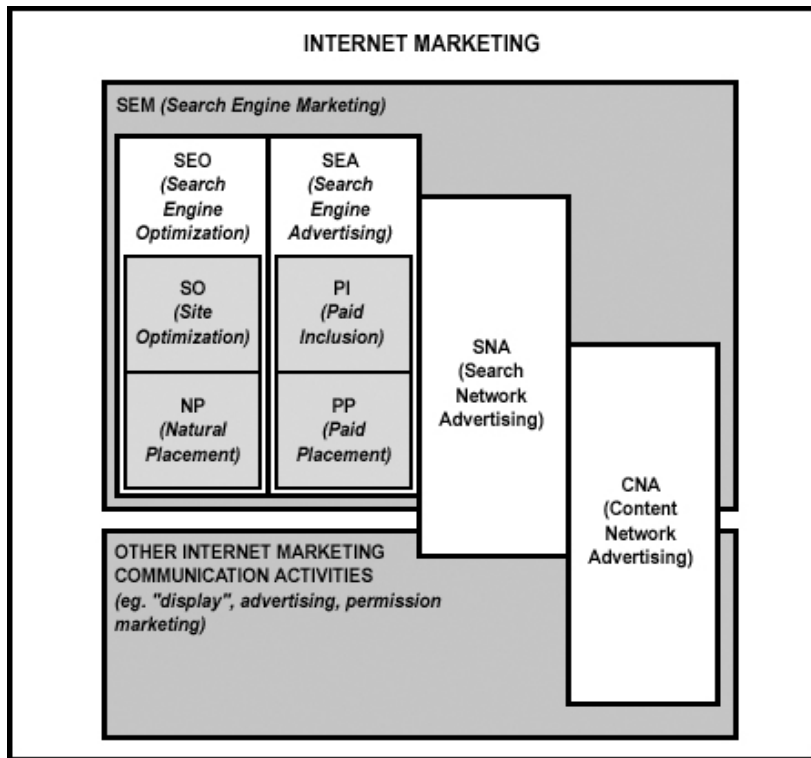 INTERNET MARKETING
SEM (Search Engine Marketing)
SEO
(Search
Engine
Optimization)
SEA
(Search
Engine
Advertising)
SO
(Site
Optimization)
PI
(Paid
Inclusion)
NP
(Natural
Placement)
PP
(Paid
Placement)
SNA
(Search
Network
Advertising)
CNA
(Content
Network
Advertising)
OTHER INTERNET MARKETING
COMMUNICATION ACTIVITIES
(eg. "display", advertising, permission
marketing)